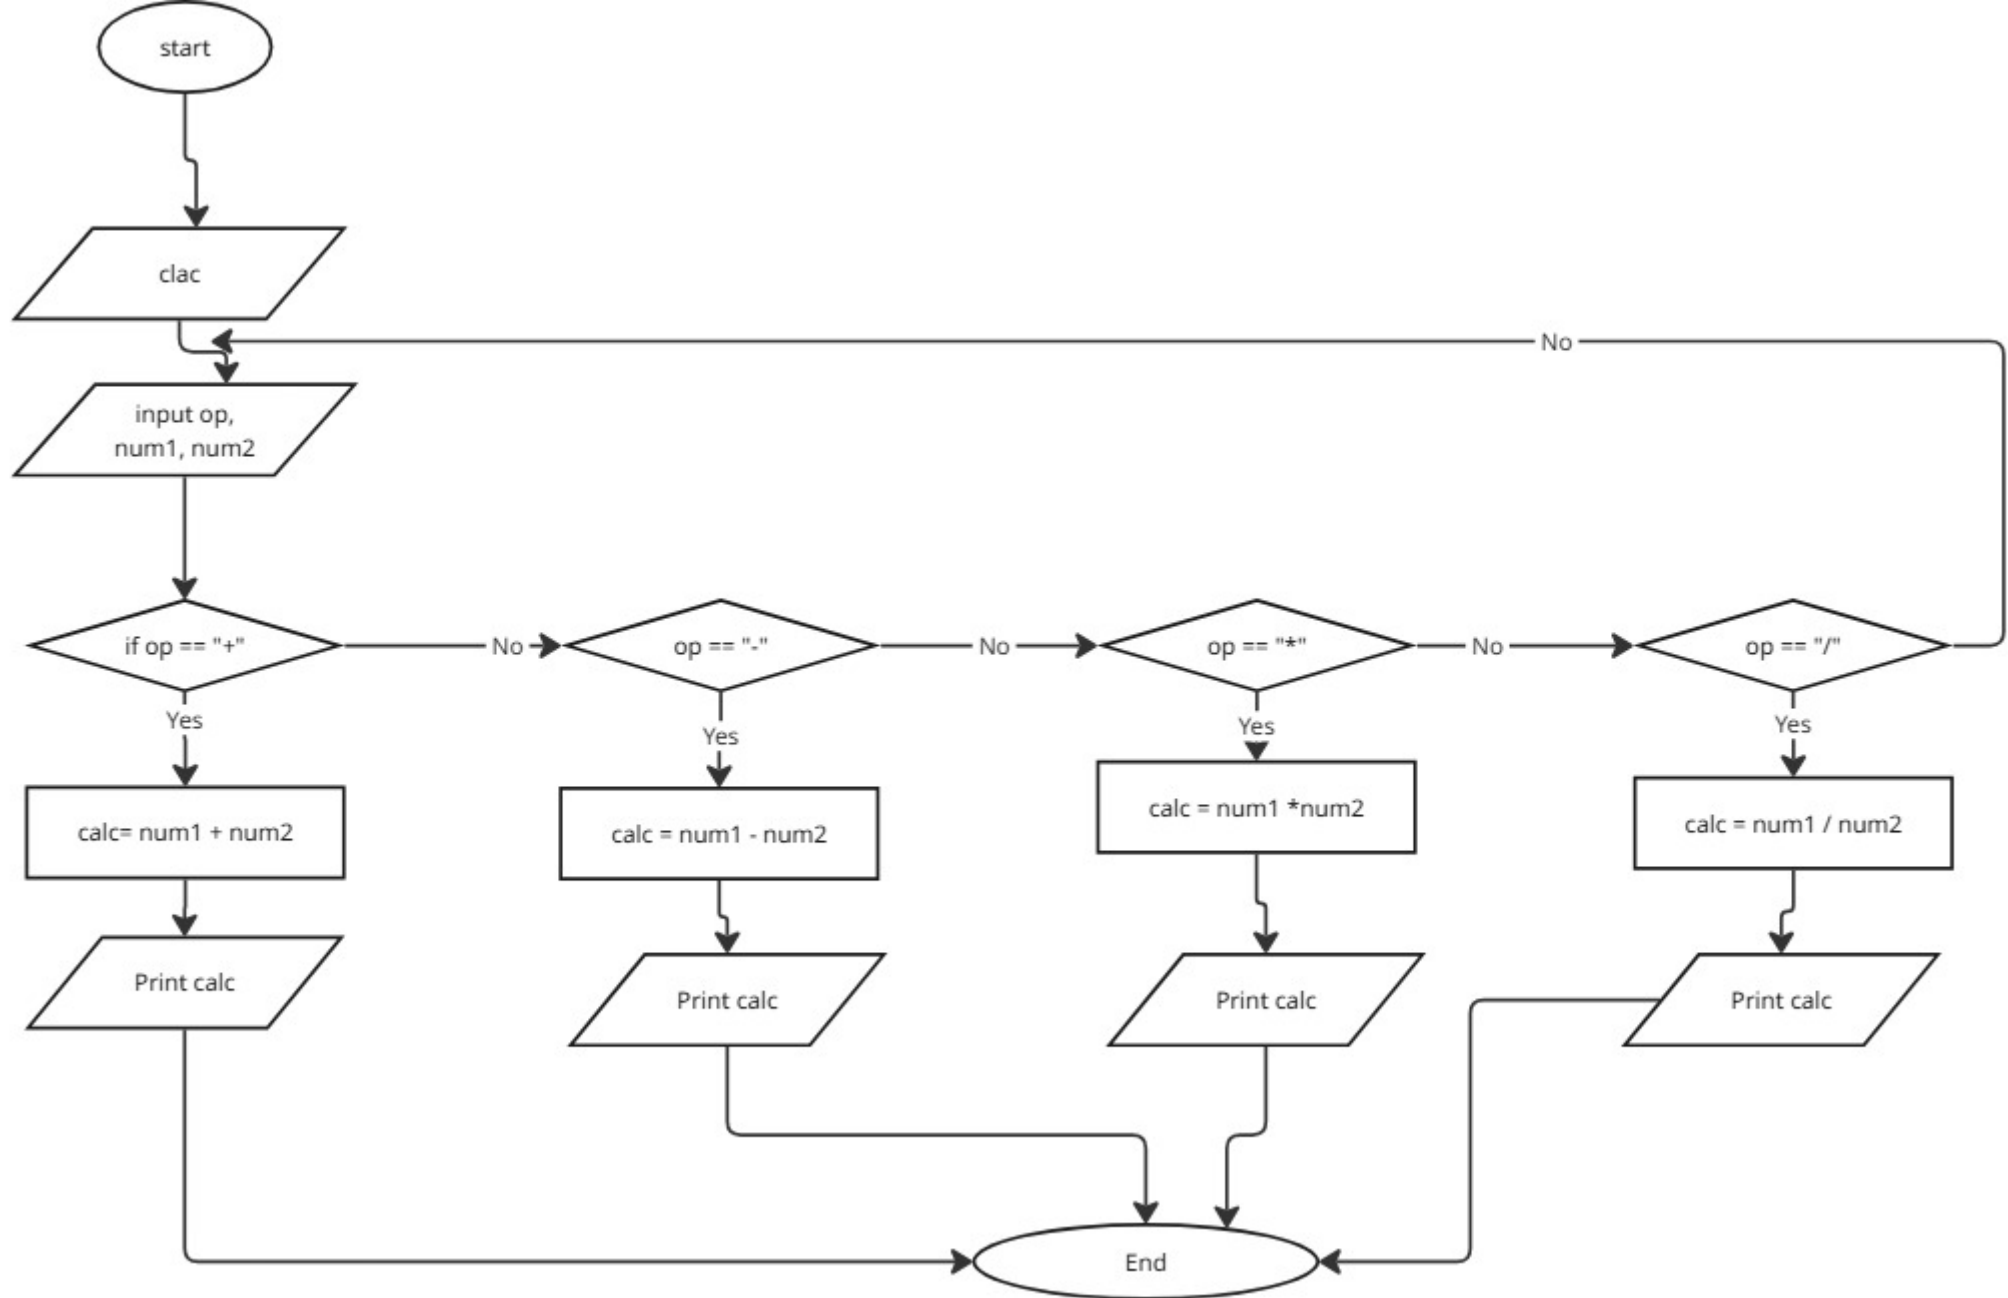 start
clac
No
input op,
num1, num2
if op == "+"
No
op == "-"
No
op == "*"
No
op == "/"
Yes
Yes
Yes
Yes
calc= num1 + num2
calc = num1 - num2
calc = num1 *num2
calc = num1 / num2
Print calc
Print calc
Print calc
Print calc
End